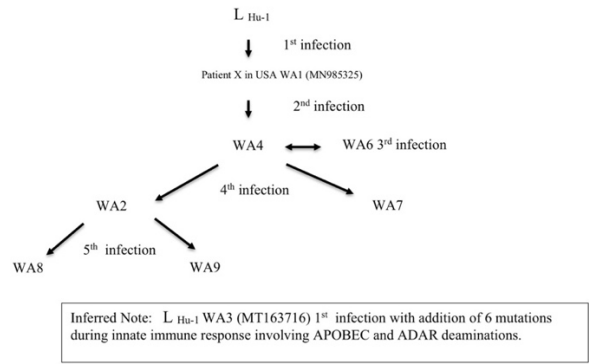 L Hu-1
1st infection
Patient X in USA WA1 (MN985325)
2nd infection
WA4
WA6 3rd infection
4th infection
WA2
WA7
5th infection
WA8
WA9
Inferred Note: L Hu-1 WA3 (MT163716) 1st infection with addition of 6 mutations
during innate immune response involving APOBEC and ADAR deaminations.